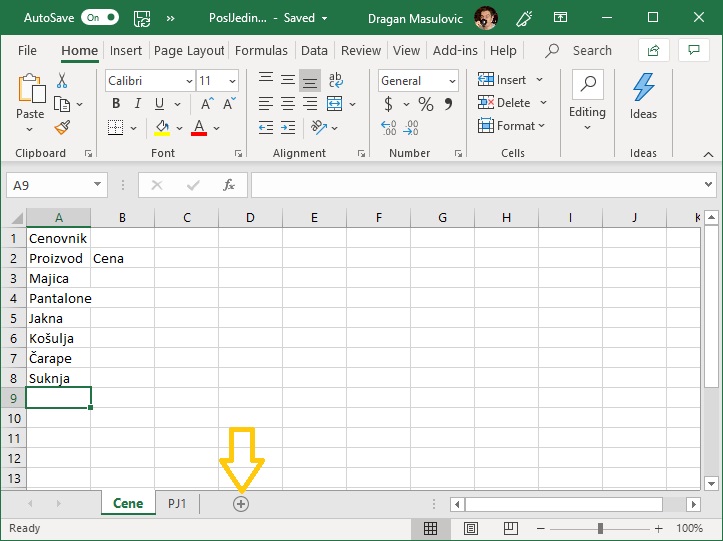 AutoSave On PoslJedin... - Saved Dragan Masulovic
File Home Insert Page Layout Formulas Data Review View Add-ins Help Search
Calibri 11 General Insert
Paste B I U A A $ % , Delete Editing Ideas
A Format
Clipboard Font Alignment Number Cells Ideas
A9 fx
A B C D E F G H I J K
1 Cenovnik
2 Proizvod Cena
3 Majica
4 Pantalone
5 Jakna
6 Košulja
7 Čarape
8 Suknja
9
10
11
12
13
Cene PJ1
Ready 100%